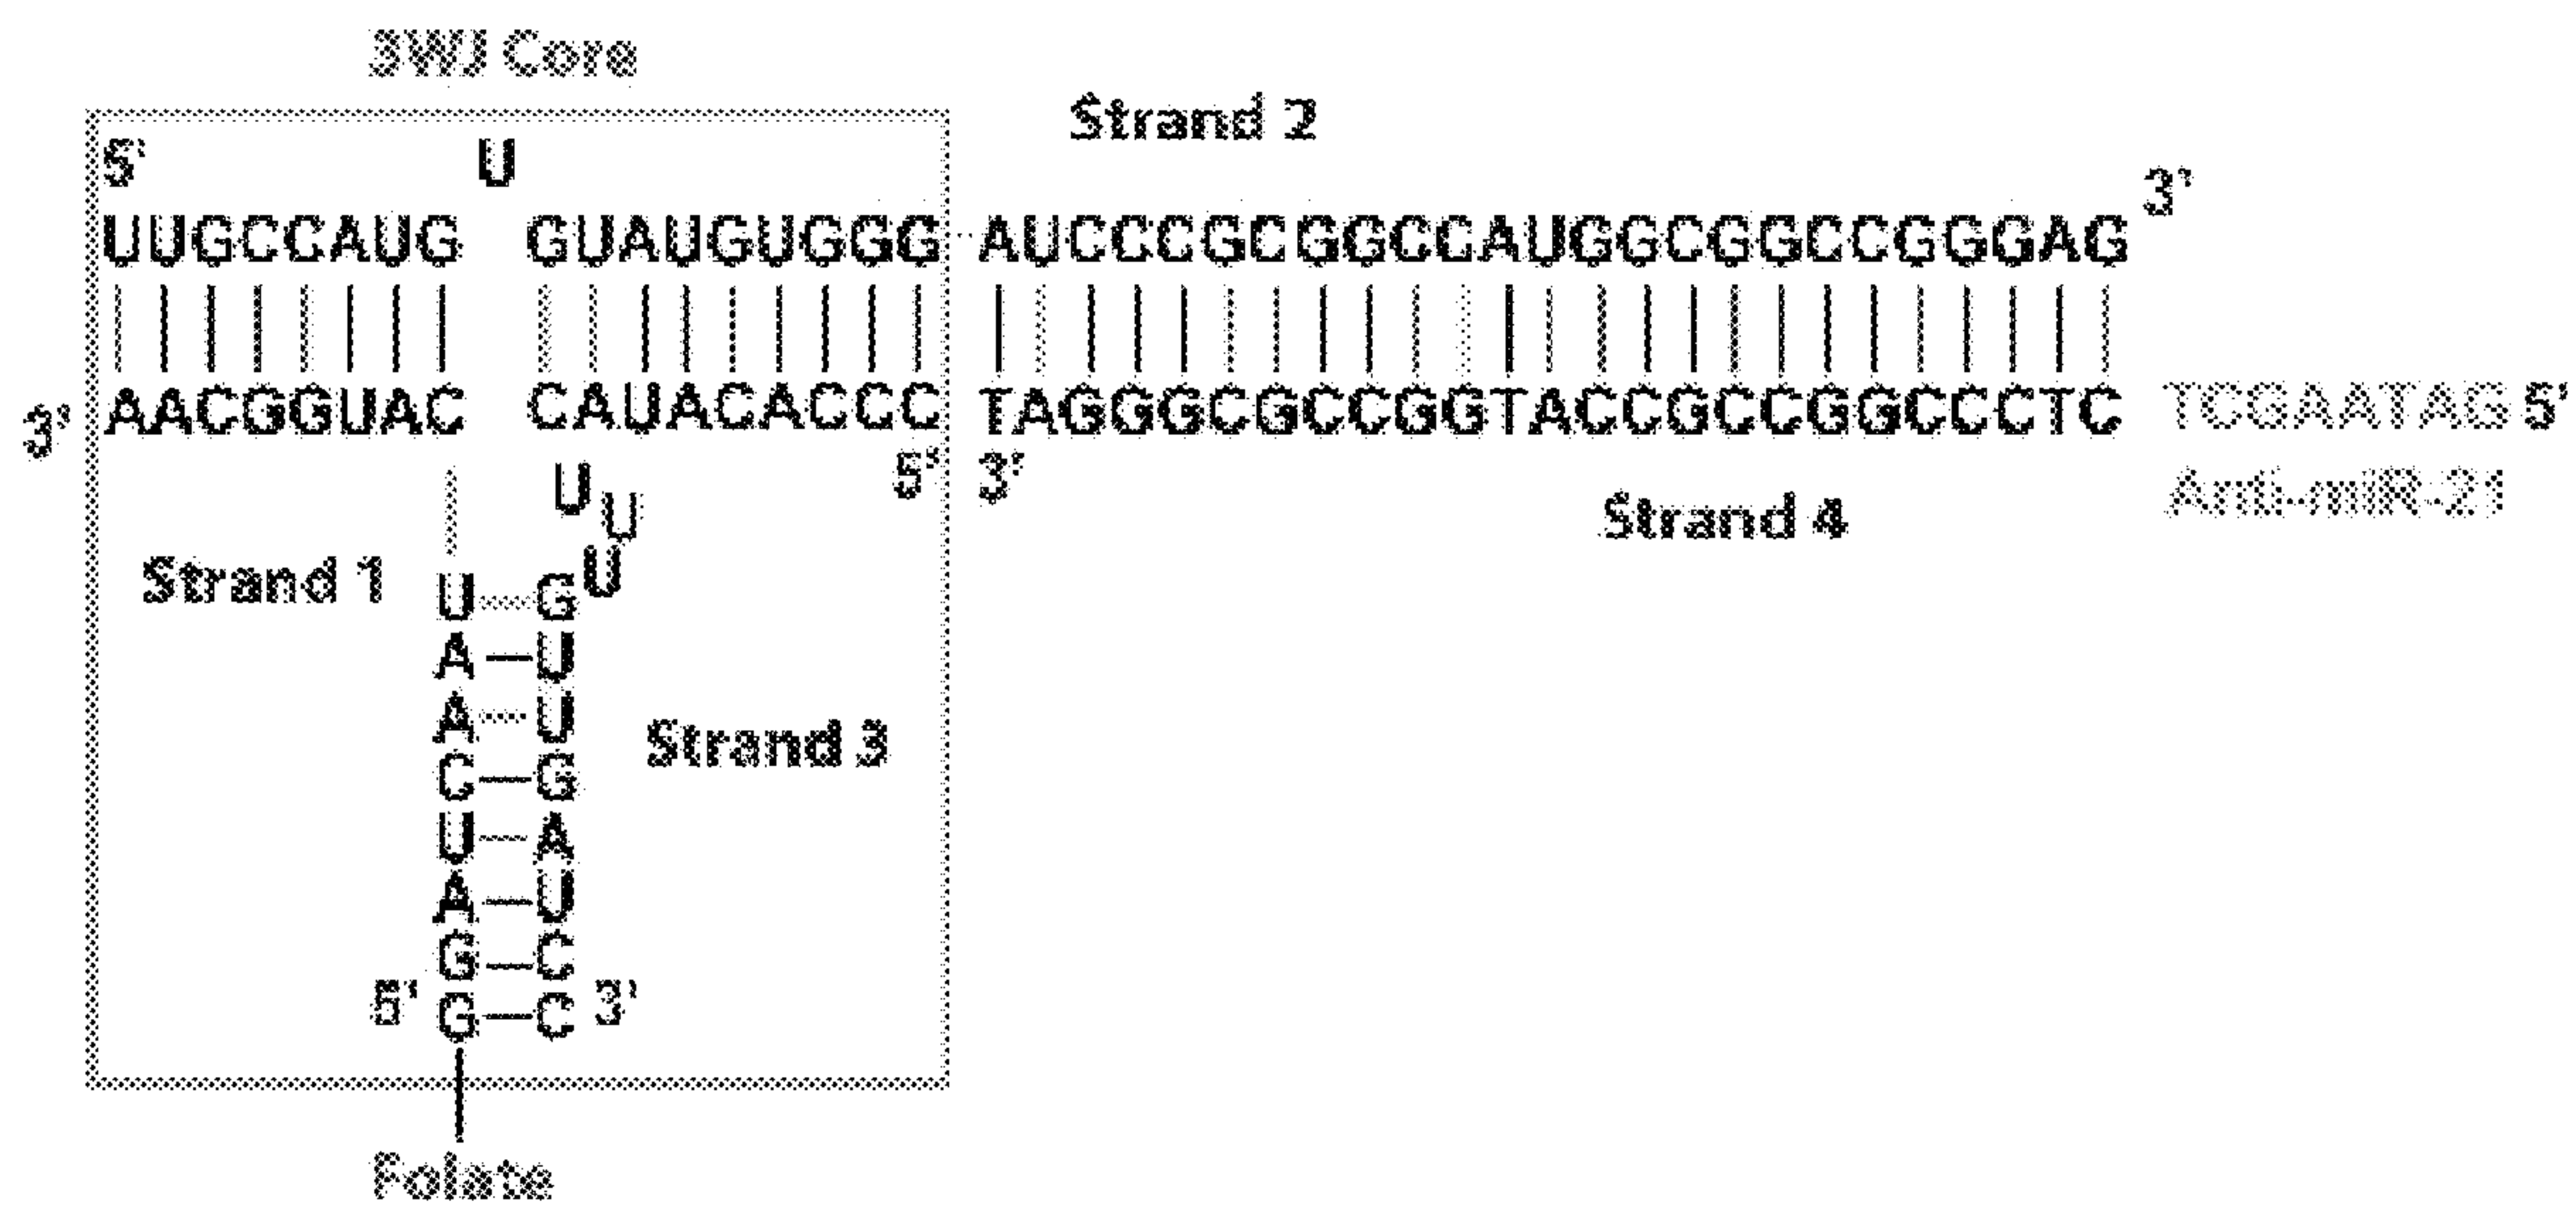 3WJ Core
Strand 2
5' U 3'
UUGCCAUG GUAUGUGGG AUCCCGCGGCCAUGGCGGCCGGGAG
3' AACGGUAC CAUACACCC TAGGGCGCCGGTACCGCCGGCCCTC TCGAATAG 5'
5' 3'
Anti-miR-21
U
U
Strand 4
Strand 1
U
U G
A U
A U
Strand 3
C G
U A
A U
G C
5' G C 3'
Folate